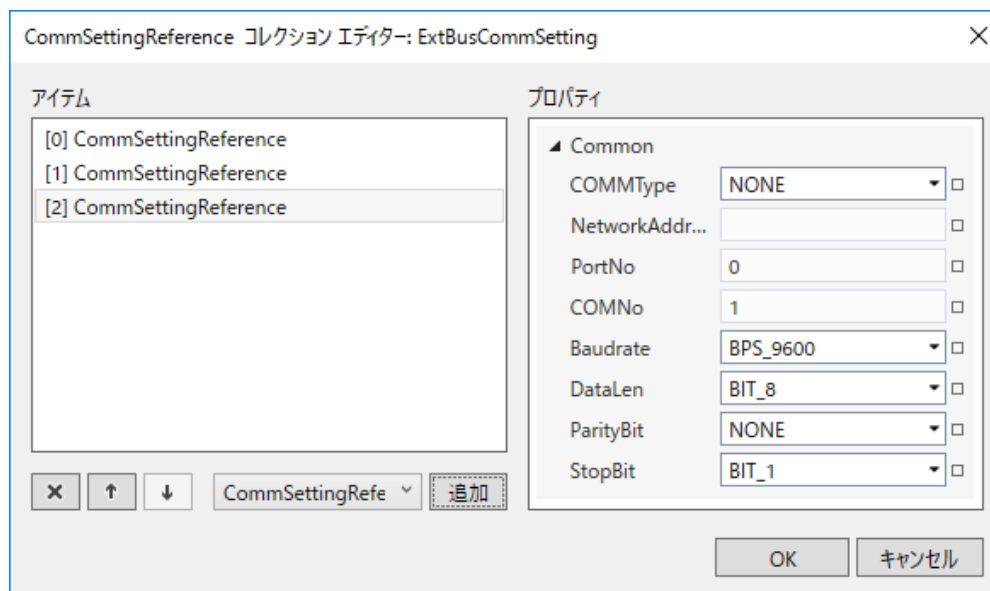 CommSettingReference コレクション エディター: ExtBusCommSetting
アイテム
[0] CommSettingReference
[1] CommSettingReference
[2] CommSettingReference
CommSettingRefe
追加
プロパティ
Common
COMMType NONE
NetworkAddr...
PortNo 0
COMNo 1
Baudrate BPS_9600
DataLen BIT_8
ParityBit NONE
StopBit BIT_1
OK
キャンセル